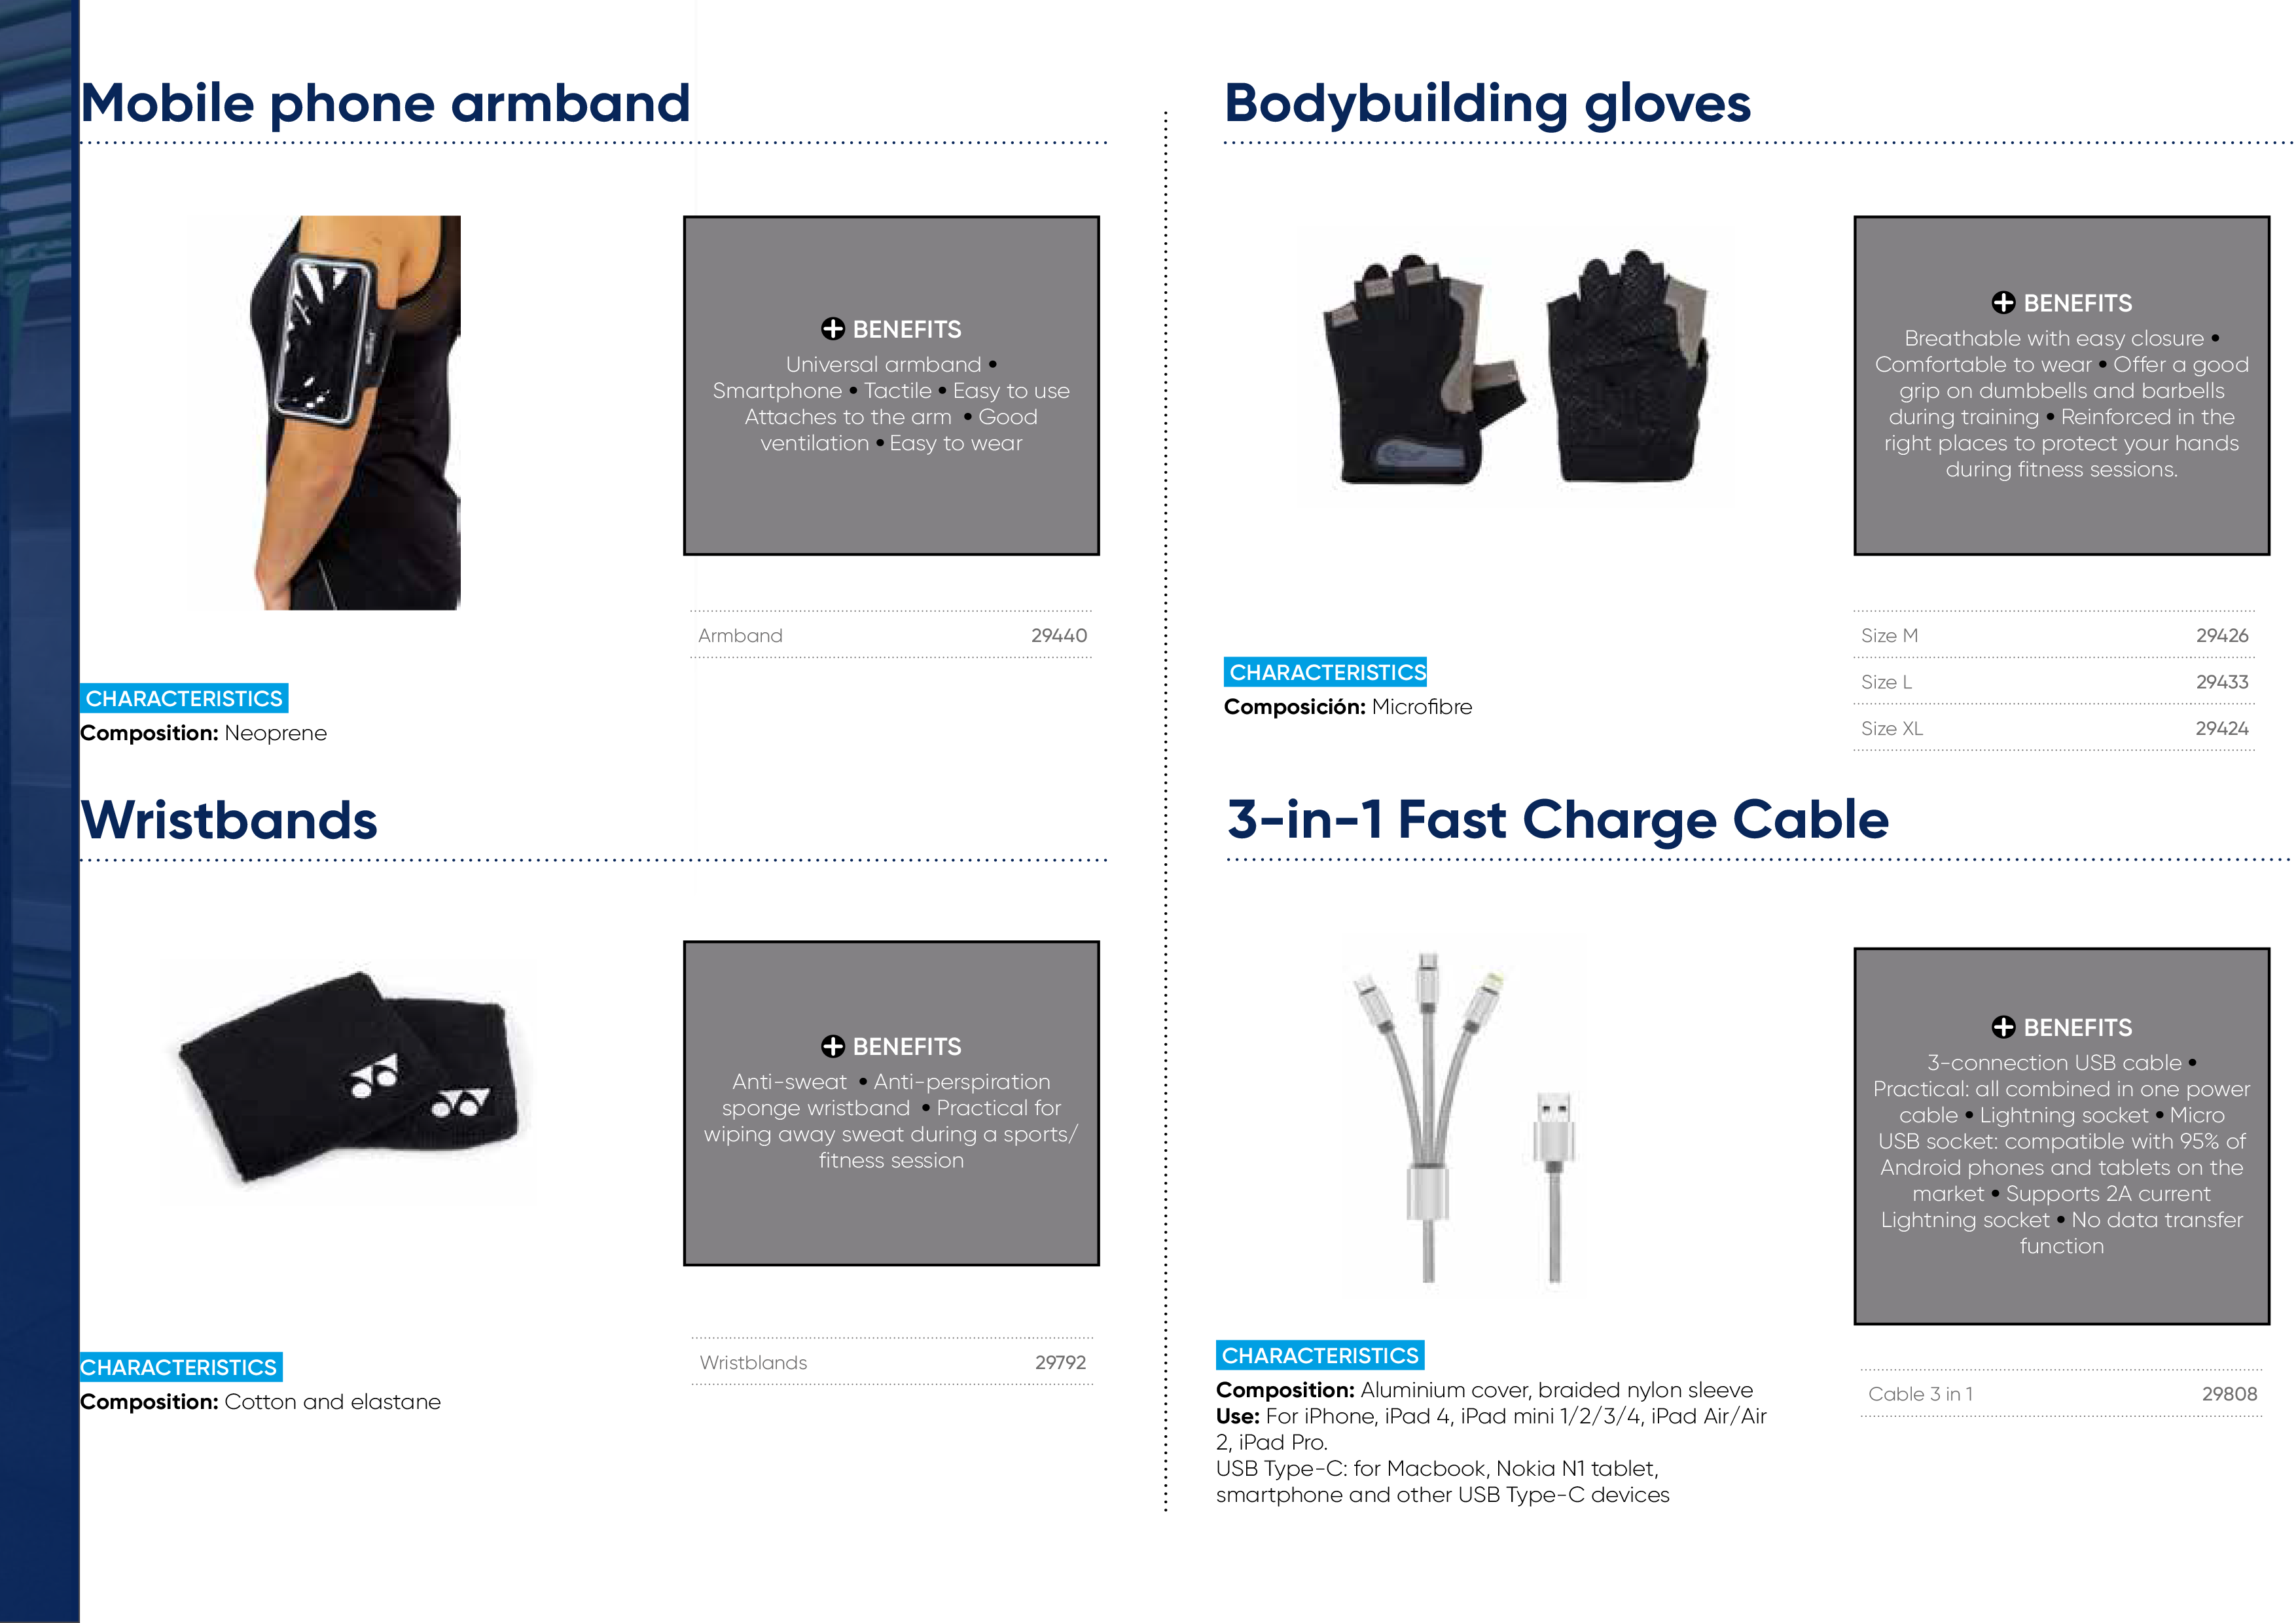 Mobile phone armband
BENEFITS
Universal armband •
Smartphone • Tactile • Easy to use
Attaches to the arm • Good
ventilation • Easy to wear
Armband 29440
CHARACTERISTICS
Composition: Neoprene
Wristbands
BENEFITS
Anti-sweat • Anti-perspiration
sponge wristband • Practical for
wiping away sweat during a sports/
fitness session
Wristblands 29792
CHARACTERISTICS
Composition: Cotton and elastane
Bodybuilding gloves
BENEFITS
Breathable with easy closure •
Comfortable to wear • Offer a good
grip on dumbbells and barbells
during training • Reinforced in the
right places to protect your hands
during fitness sessions.
Size M 29426
Size L 29433
Size XL 29424
CHARACTERISTICS
Composición: Microfibre
3-in-1 Fast Charge Cable
BENEFITS
3-connection USB cable •
Practical: all combined in one power
cable • Lightning socket • Micro
USB socket: compatible with 95% of
Android phones and tablets on the
market • Supports 2A current
Lightning socket • No data transfer
function
CHARACTERISTICS
Composition: Aluminium cover, braided nylon sleeve
Use: For iPhone, iPad 4, iPad mini 1/2/3/4, iPad Air/Air
2, iPad Pro.
USB Type-C: for Macbook, Nokia N1 tablet,
smartphone and other USB Type-C devices
Cable 3 in 1 29808